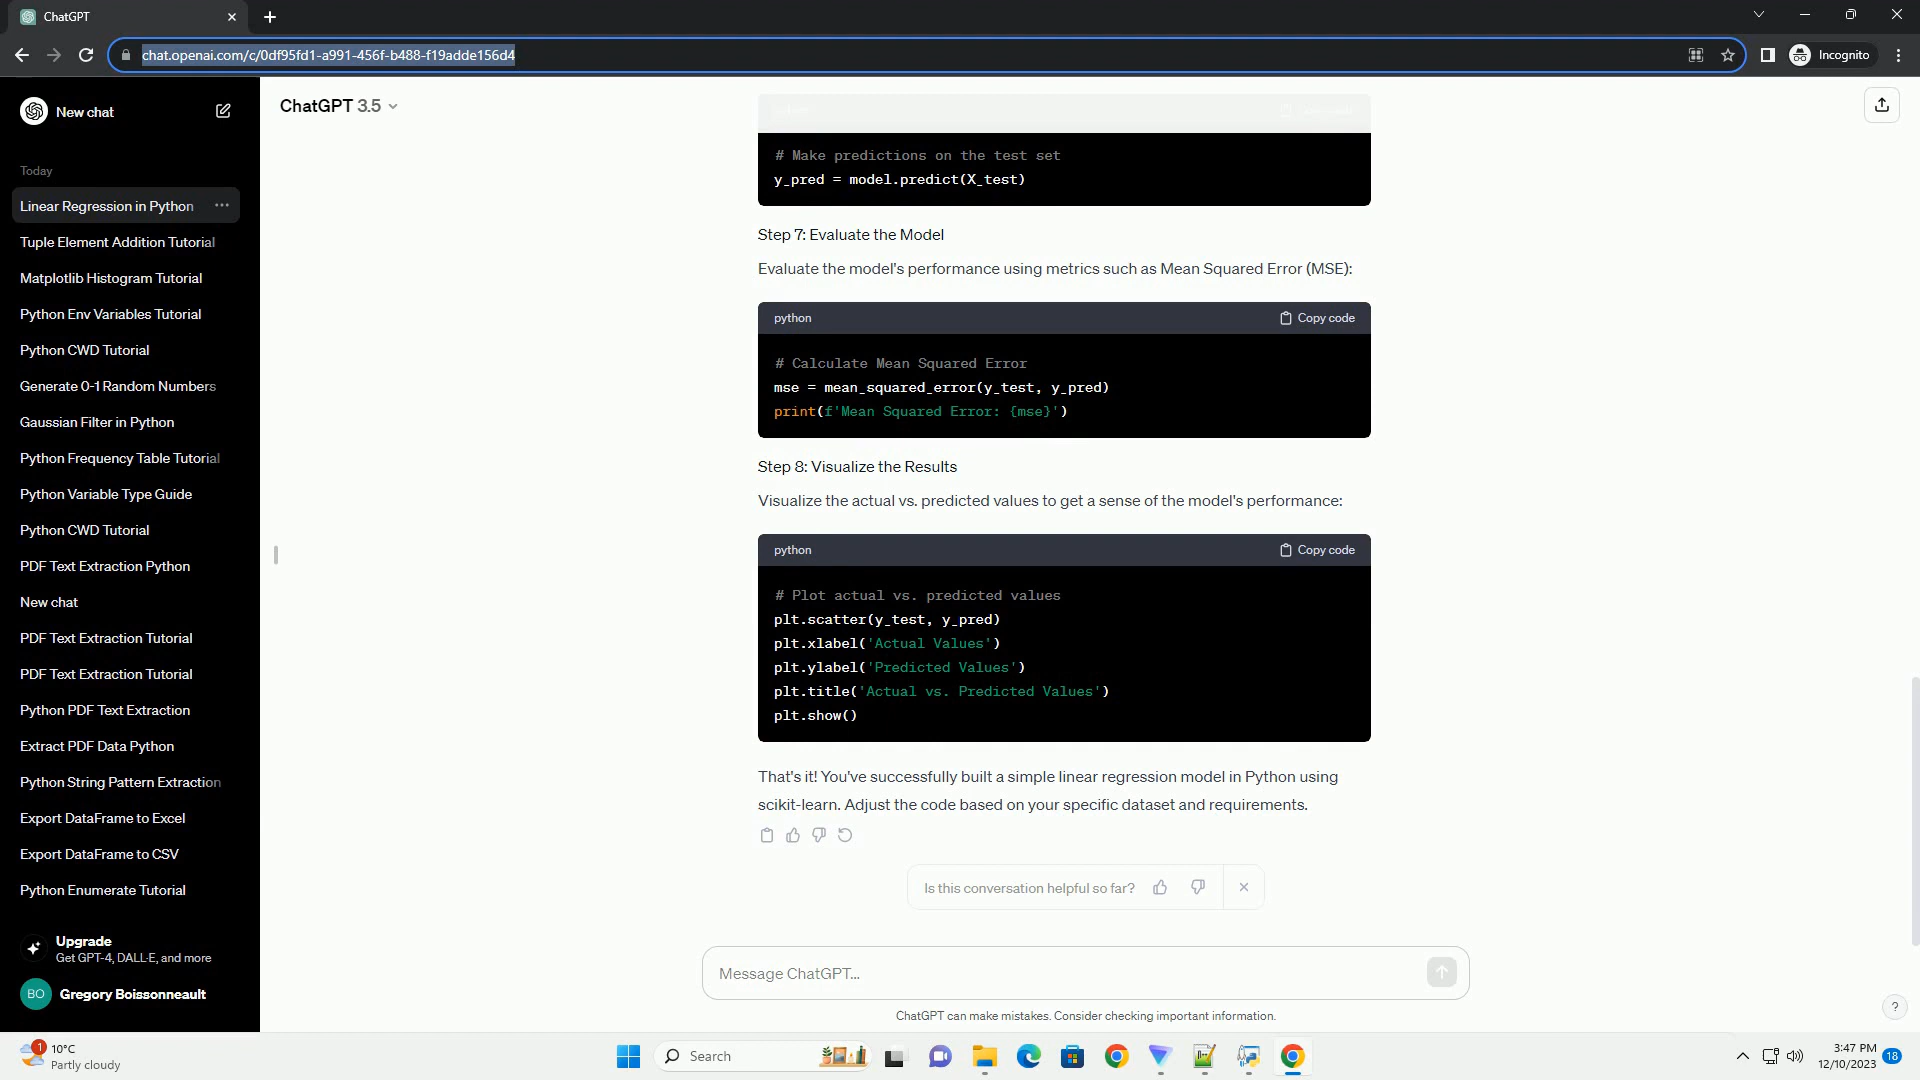 ChatGPT
chat.openai.com/c/0df95fd1-a991-456f-b488-f19adde156d4
Incognito
New chat
Today
Linear Regression in Python
Tuple Element Addition Tutorial
Matplotlib Histogram Tutorial
Python Env Variables Tutorial
Python CWD Tutorial
Generate 0-1 Random Numbers
Gaussian Filter in Python
Python Frequency Table Tutorial
Python Variable Type Guide
Python CWD Tutorial
PDF Text Extraction Python
New chat
PDF Text Extraction Tutorial
PDF Text Extraction Tutorial
Python PDF Text Extraction
Extract PDF Data Python
Python String Pattern Extraction
Export DataFrame to Excel
Export DataFrame to CSV
Python Enumerate Tutorial
Upgrade
Get GPT-4, DALL·E, and more
BO
Gregory Boissonneault
ChatGPT 3.5
# Make predictions on the test set
y_pred = model.predict(X_test)
Step 7: Evaluate the Model
Evaluate the model's performance using metrics such as Mean Squared Error (MSE):
python
Copy code
# Calculate Mean Squared Error
mse = mean_squared_error(y_test, y_pred)
print(f'Mean Squared Error: {mse}')
Step 8: Visualize the Results
Visualize the actual vs. predicted values to get a sense of the model's performance:
python
Copy code
# Plot actual vs. predicted values
plt.scatter(y_test, y_pred)
plt.xlabel('Actual Values')
plt.ylabel('Predicted Values')
plt.title('Actual vs. Predicted Values')
plt.show()
That's it! You've successfully built a simple linear regression model in Python using
scikit-learn. Adjust the code based on your specific dataset and requirements.
Is this conversation helpful so far?
Message ChatGPT...
ChatGPT can make mistakes. Consider checking important information.
?
1
10°C
Partly cloudy
Search
3:47 PM
12/10/2023
18